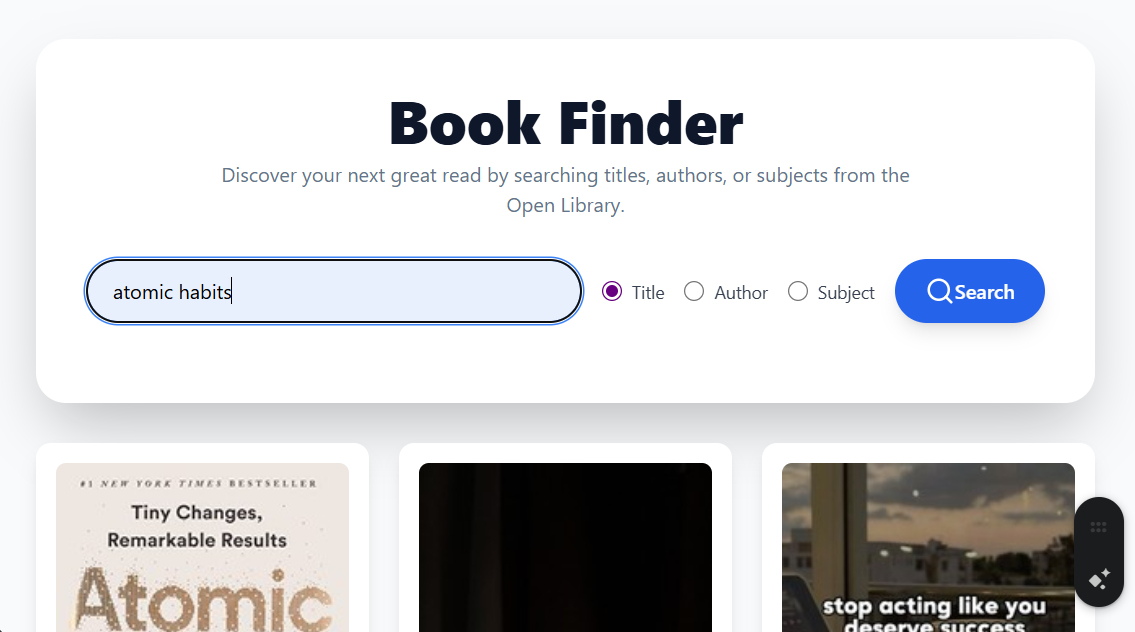 Book Finder
Discover your next great read by searching titles, authors, or subjects from the
Open Library.
atomic habits
Title
Author
Subject
Search
#1 NEW YORK TIMES BESTSELLER
Tiny Changes,
Remarkable Results
Atomic
stop acting like you
deserve success